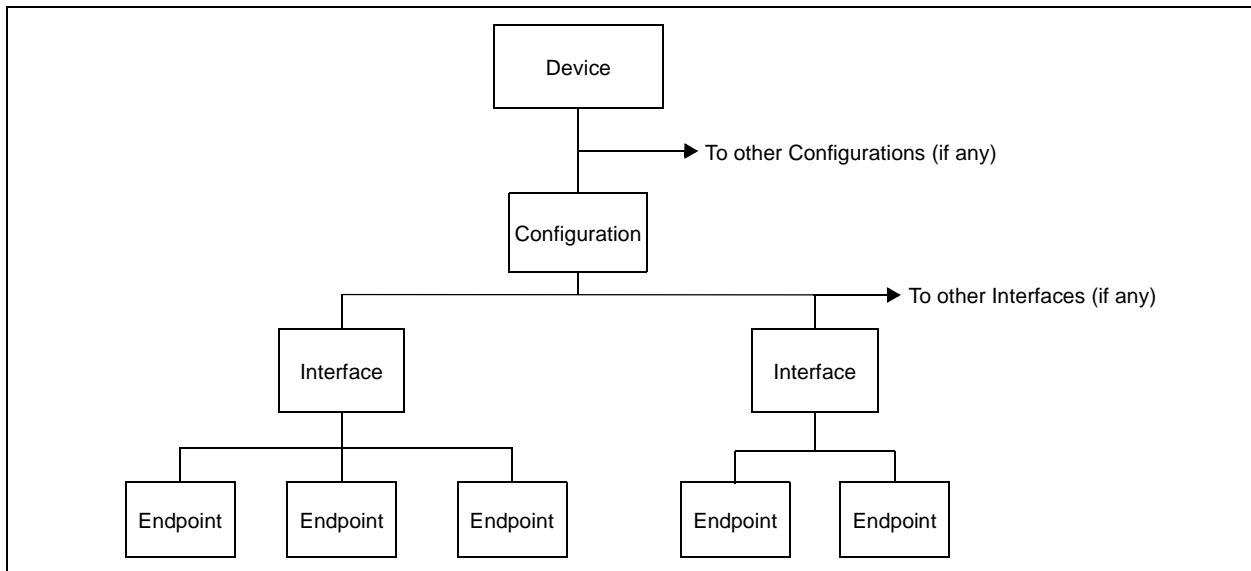 Device
To other Configurations (if any)
Configuration
To other Interfaces (if any)
Interface
Interface
Endpoint
Endpoint
Endpoint
Endpoint
Endpoint